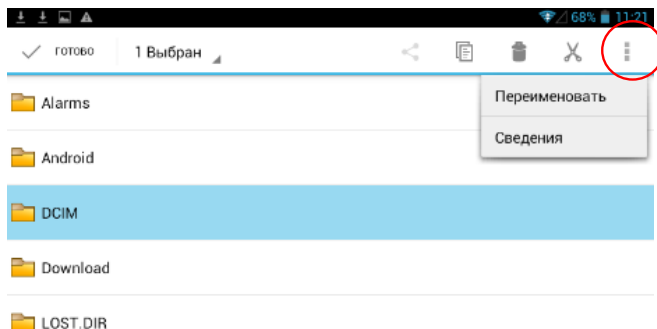 68% 11:21
ГОТОВО 1 Выбран
Переименовать
Alarms
Сведения
Android
DCIM
Download
LOST.DIR